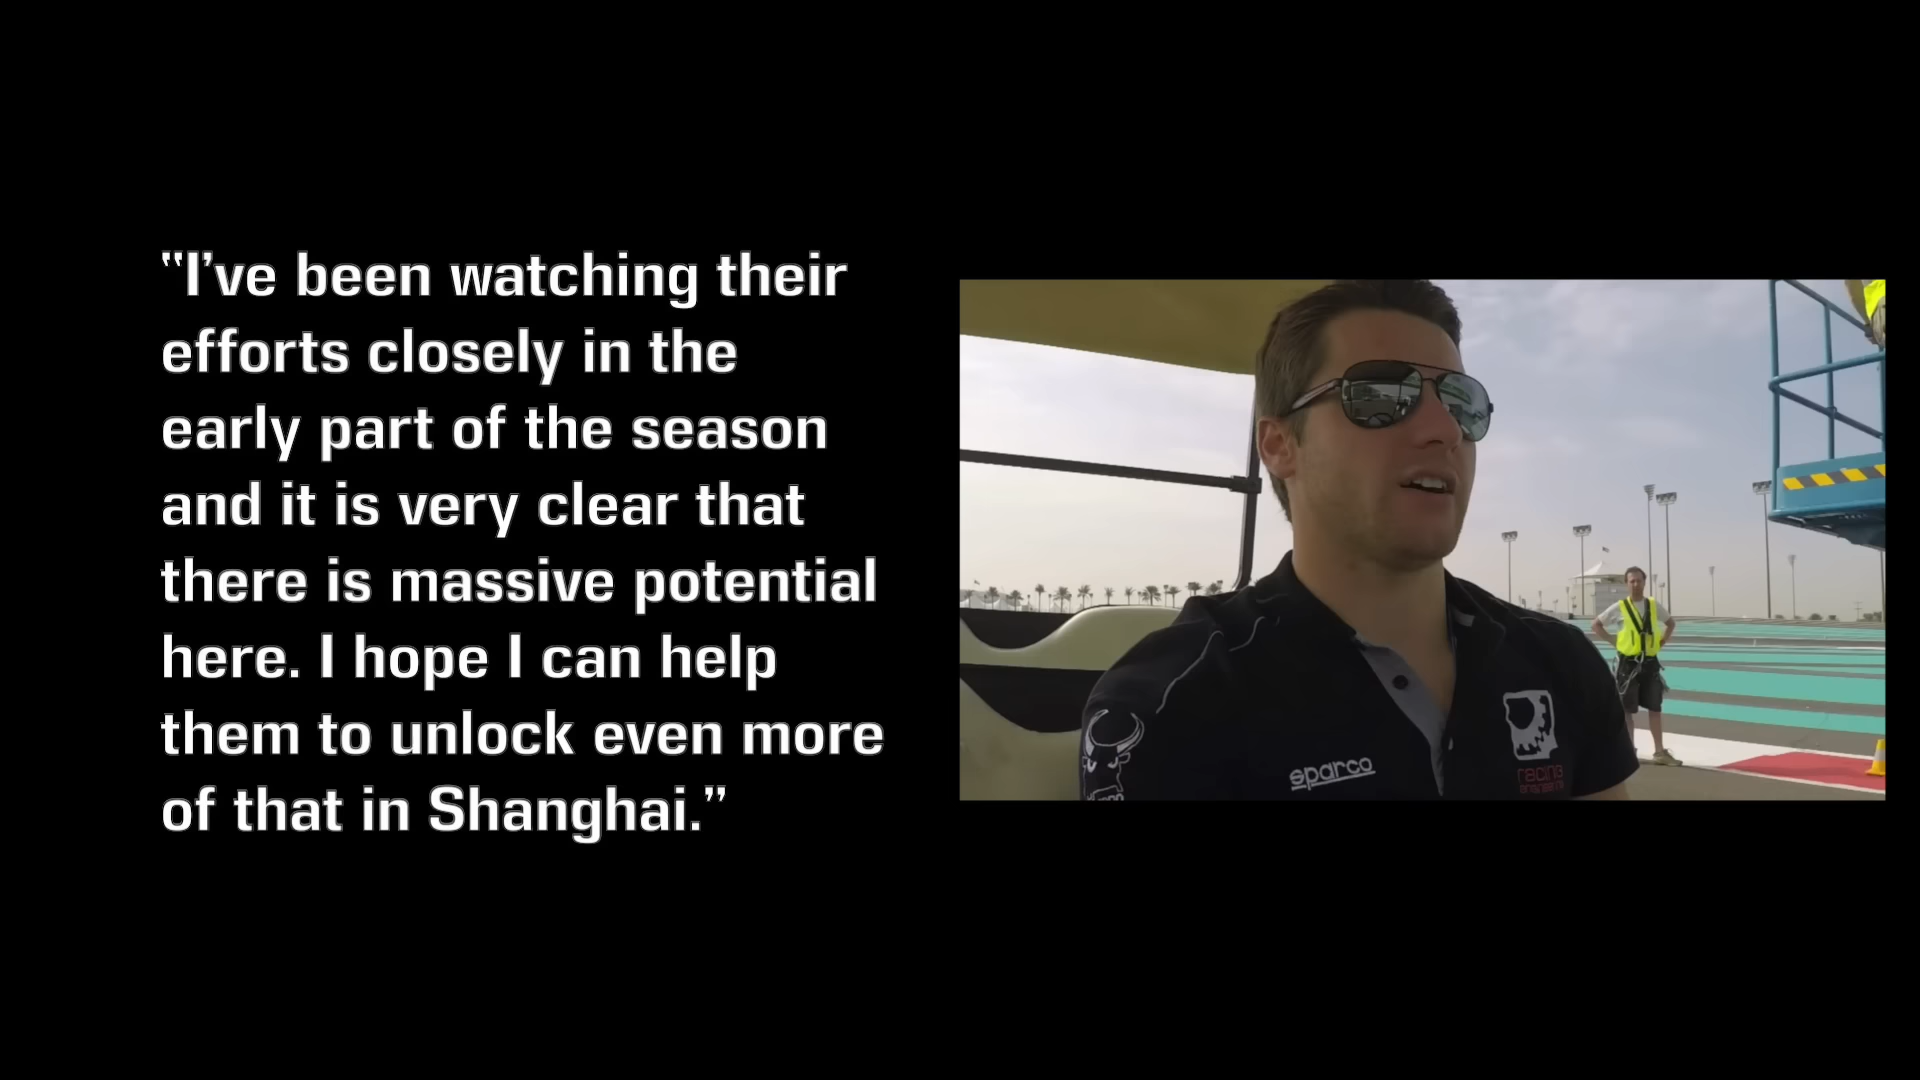 “I’ve been watching their
efforts closely in the
early part of the season
and it is very clear that
there is massive potential
here. I hope I can help
them to unlock even more
of that in Shanghai.”
sparco
racing